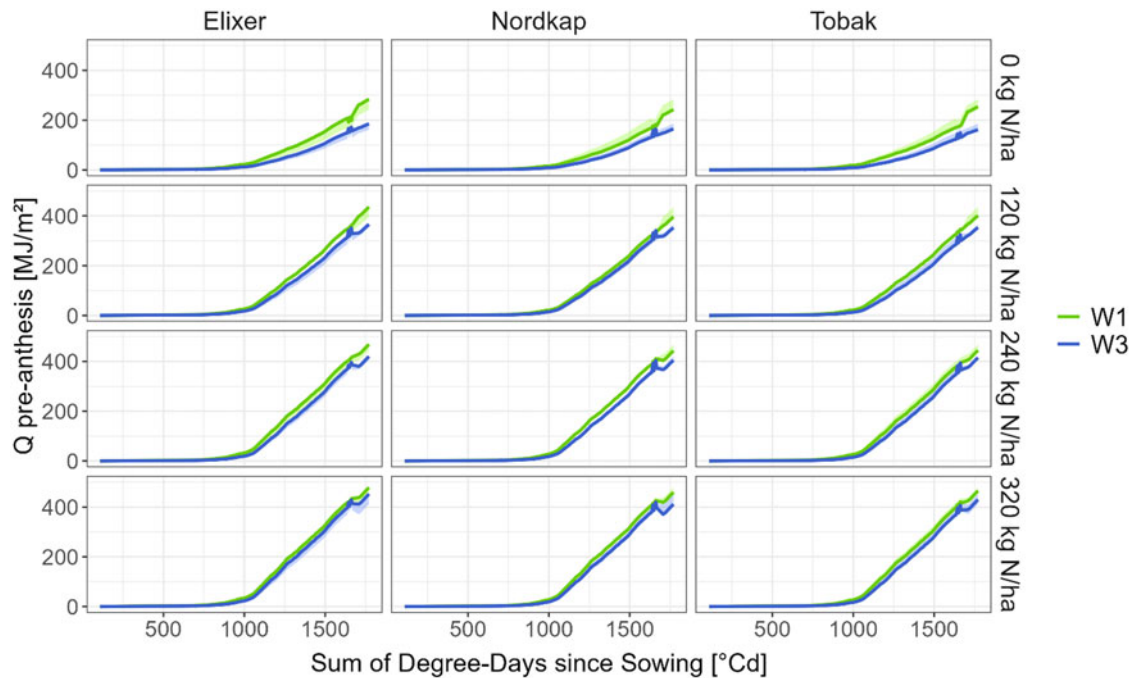 Elixer Nordkap Tobak
400
200
0
0 kg N/ha
400
200
0
120 kg N/ha
400
200
0
240 kg N/ha
400
200
0
320 kg N/ha
Q pre-anthesis [MJ/m²]
W1
W3
500 1000 1500 500 1000 1500 500 1000 1500
Sum of Degree-Days since Sowing [°Cd]